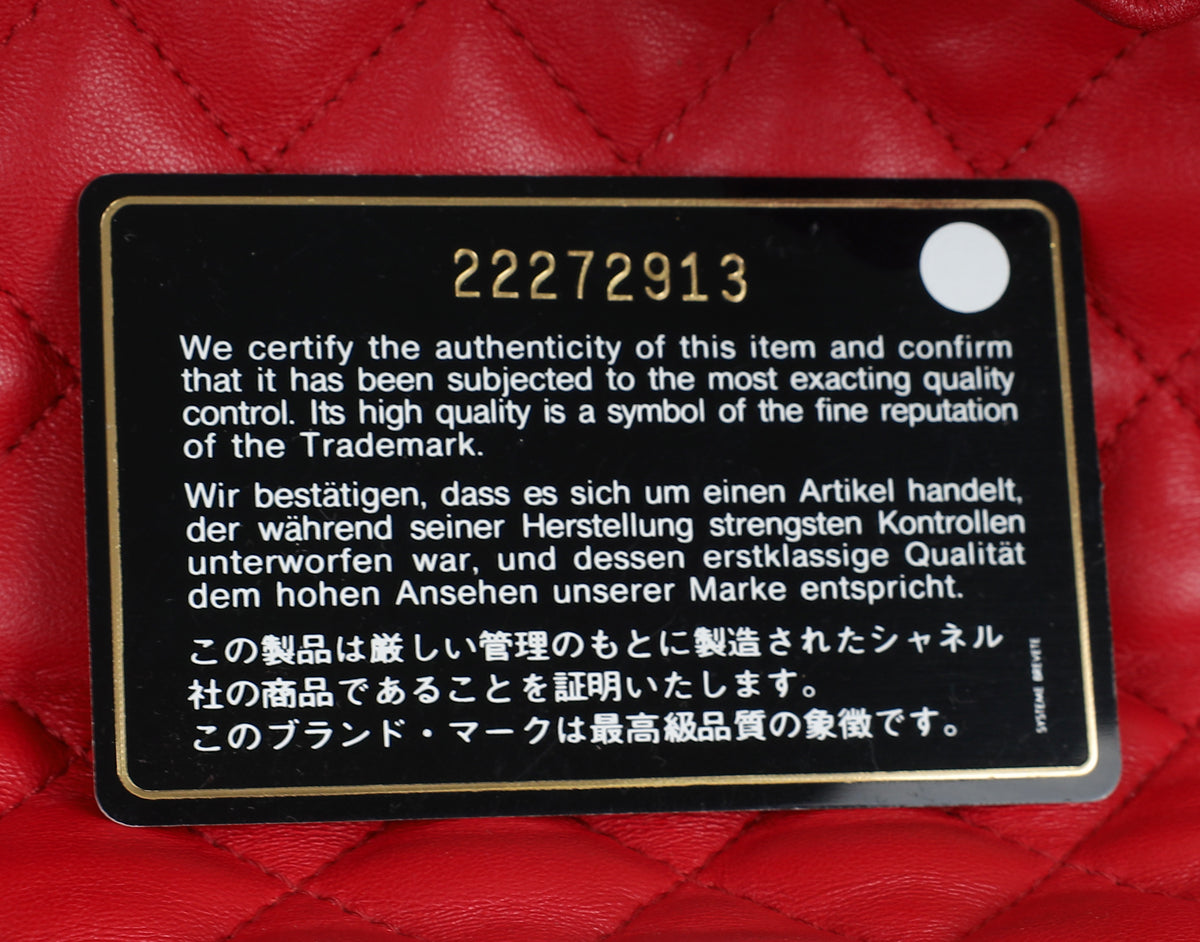 22272913
We certify the authenticity of this item and confirm
that it has been subjected to the most exacting quality
control. Its high quality is a symbol of the fine reputation
of the Trademark.
Wir bestätigen, dass es sich um einen Artikel handelt,
der während seiner Herstellung strengsten Kontrollen
unterworfen war, und dessen erstklassige Qualität
dem hohen Ansehen unserer Marke entspricht.
この製品は厳しい管理のもとに製造されたシャネル
社の商品であることを証明いたします。
このブランド・マークは最高級品質の象徴です。
SYSTEME BREVETE